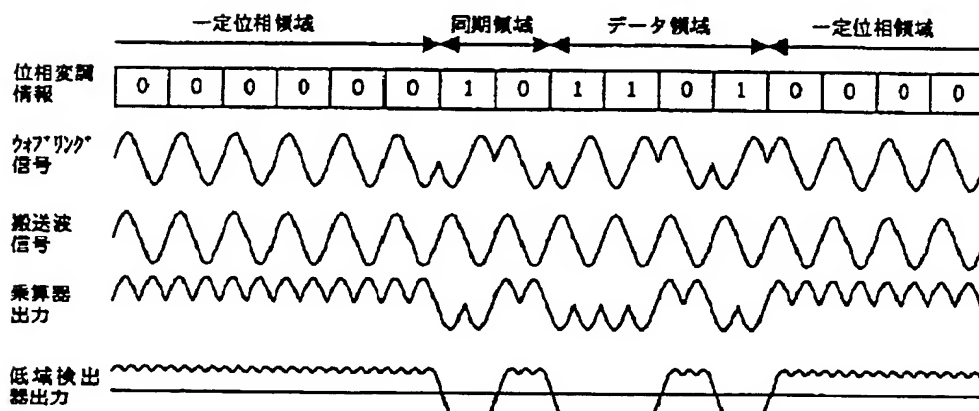 一定位相領域 同期領域 データ領域 一定位相領域
位相変調
情報
0 0 0 0 0 0 1 0 1 1 0 1 0 0 0 0
ウォブリング
信号
搬送波
信号
乗算器
出力
低域検出
器出力